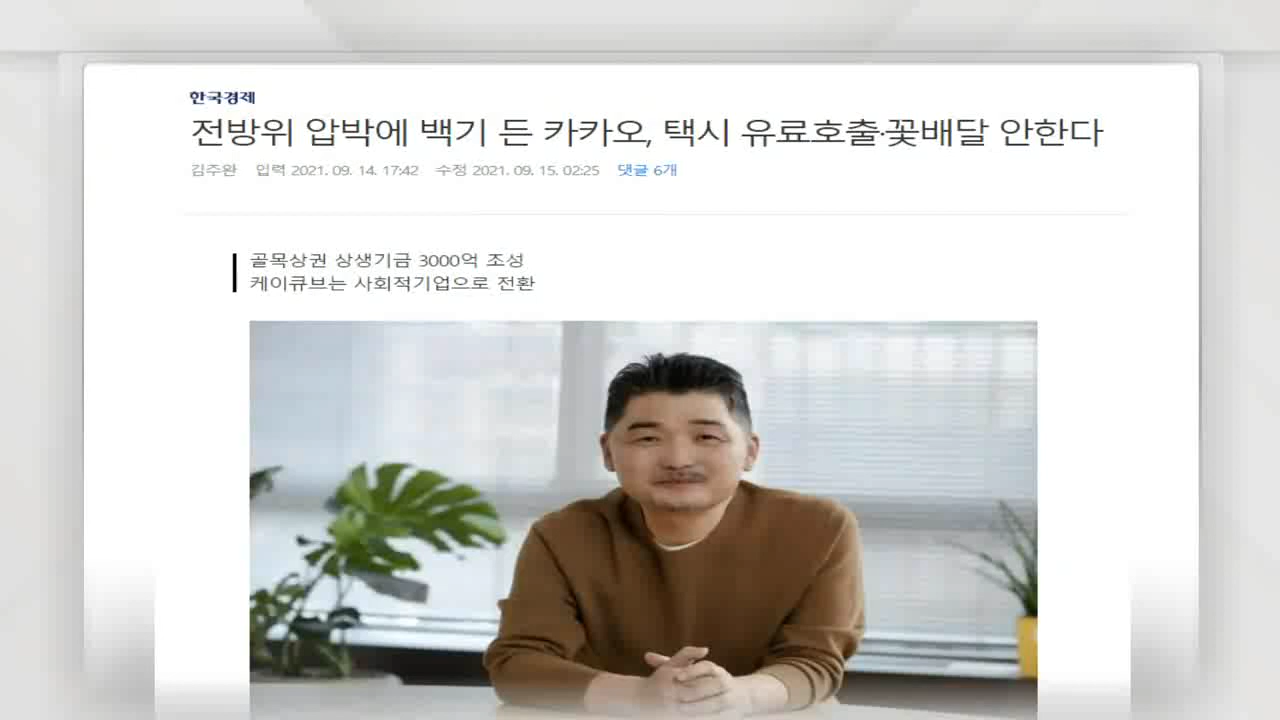 한국경제
전방위 압박에 백기 든 카카오, 택시 유료호출·꽃배달 안한다
김주완 입력 2021. 09. 14. 17:42 수정 2021. 09. 15. 02:25 댓글 6개
골목상권 상생기금 3000억 조성
케이큐브는 사회적기업으로 전환